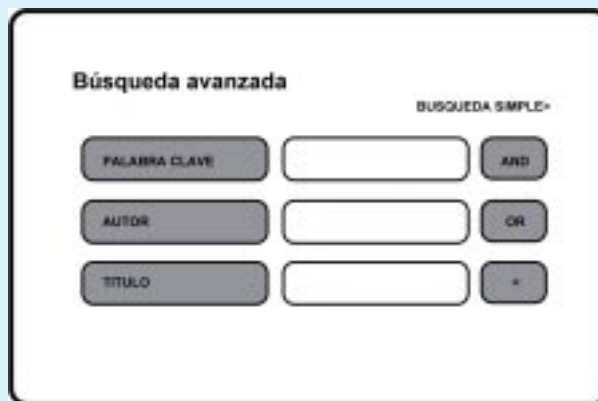 Búsqueda avanzada
BUSQUEDA SIMPLE>
PALABRA CLAVE AND
AUTOR OR
TITULO